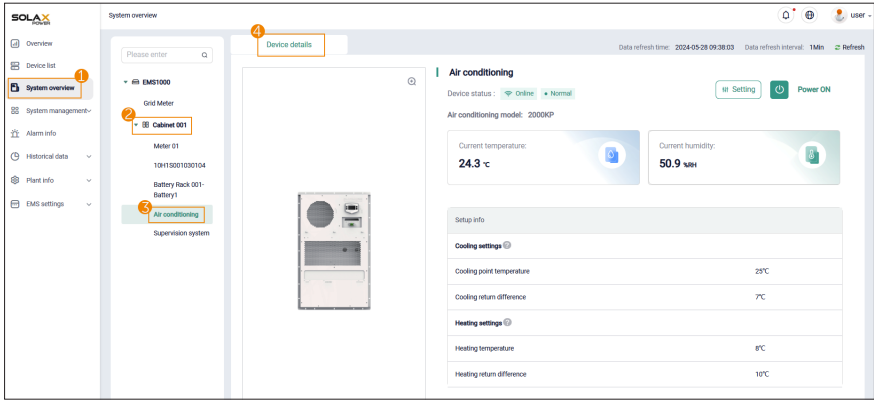 SOLAX
POWER
System overview
user
Overview
Device list
1
System overview
System management
Alarm info
Historical data
Plant info
EMS settings
Please enter
EMS1000
Grid Meter
2
Cabinet 001
Meter 01
10H1S001030104
Battery Rack 001-
Battery1
3
Air conditioning
Supervision system
4
Device details
Data refresh time: 2024-05-28 09:38:03 Data refresh interval: 1Min Refresh
Air conditioning
Device status : Online Normal
Setting
Power ON
Air conditioning model: 2000KP
Current temperature:
24.3 ℃
Current humidity:
50.9 %RH
Setup info
Cooling settings ?
Cooling point temperature 25℃
Cooling return difference 7℃
Heating settings ?
Heating temperature 8℃
Heating return difference 10℃